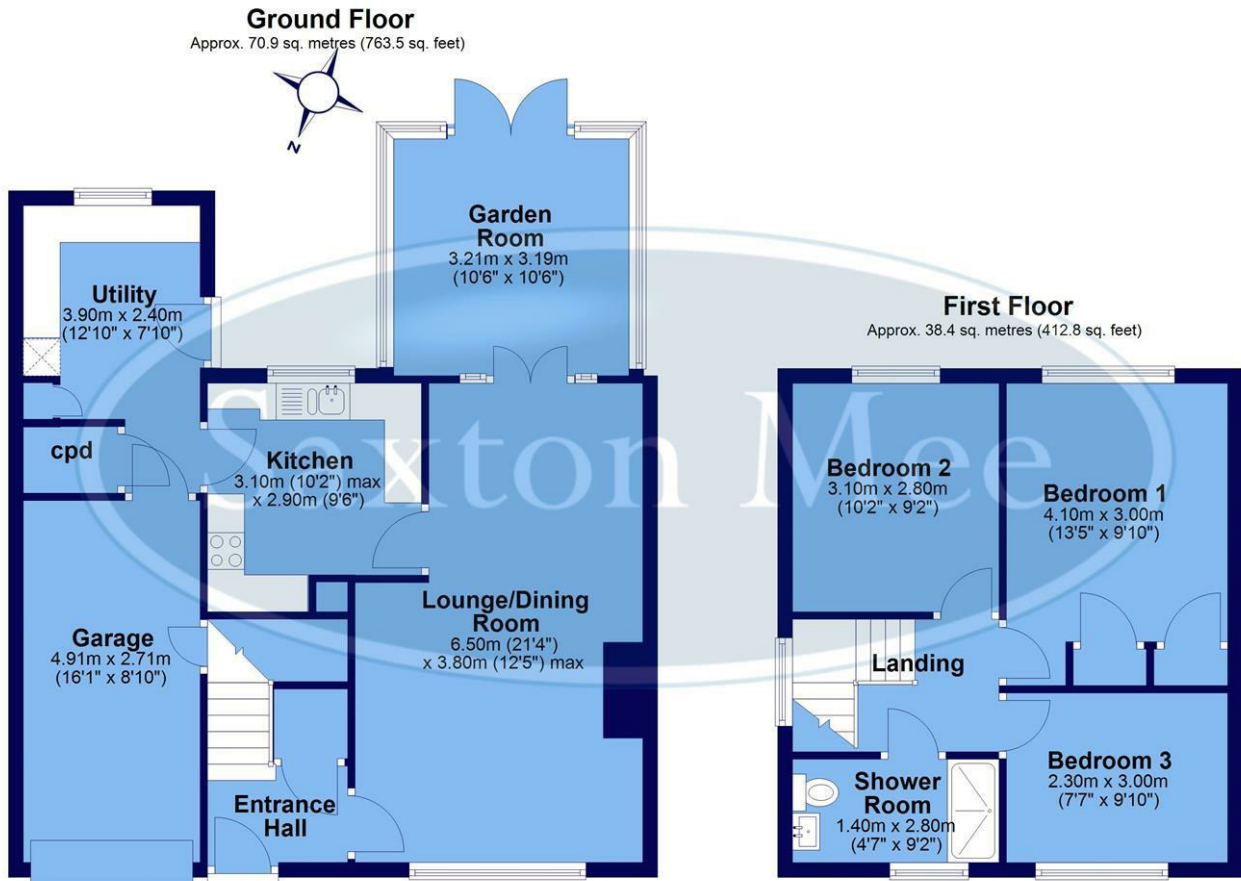 Ground Floor
Approx. 70.9 sq. metres (763.5 sq. feet)
N
Garden
Room
3.21m x 3.19m
(10'6" x 10'6")
Utility
3.90m x 2.40m
(12'10" x 7'10")
cpd
Kitchen
3.10m (10'2") max
x 2.90m (9'6")
Lounge/Dining
Room
6.50m (21'4")
x 3.80m (12'5") max
Garage
4.91m x 2.71m
(16'1" x 8'10")
Entrance
Hall
First Floor
Approx. 38.4 sq. metres (412.8 sq. feet)
Bedroom 2
3.10m x 2.80m
(10'2" x 9'2")
Bedroom 1
4.10m x 3.00m
(13'5" x 9'10")
Landing
Shower
Room
1.40m x 2.80m
(4'7" x 9'2")
Bedroom 3
2.30m x 3.00m
(7'7" x 9'10")
Sexton Mee